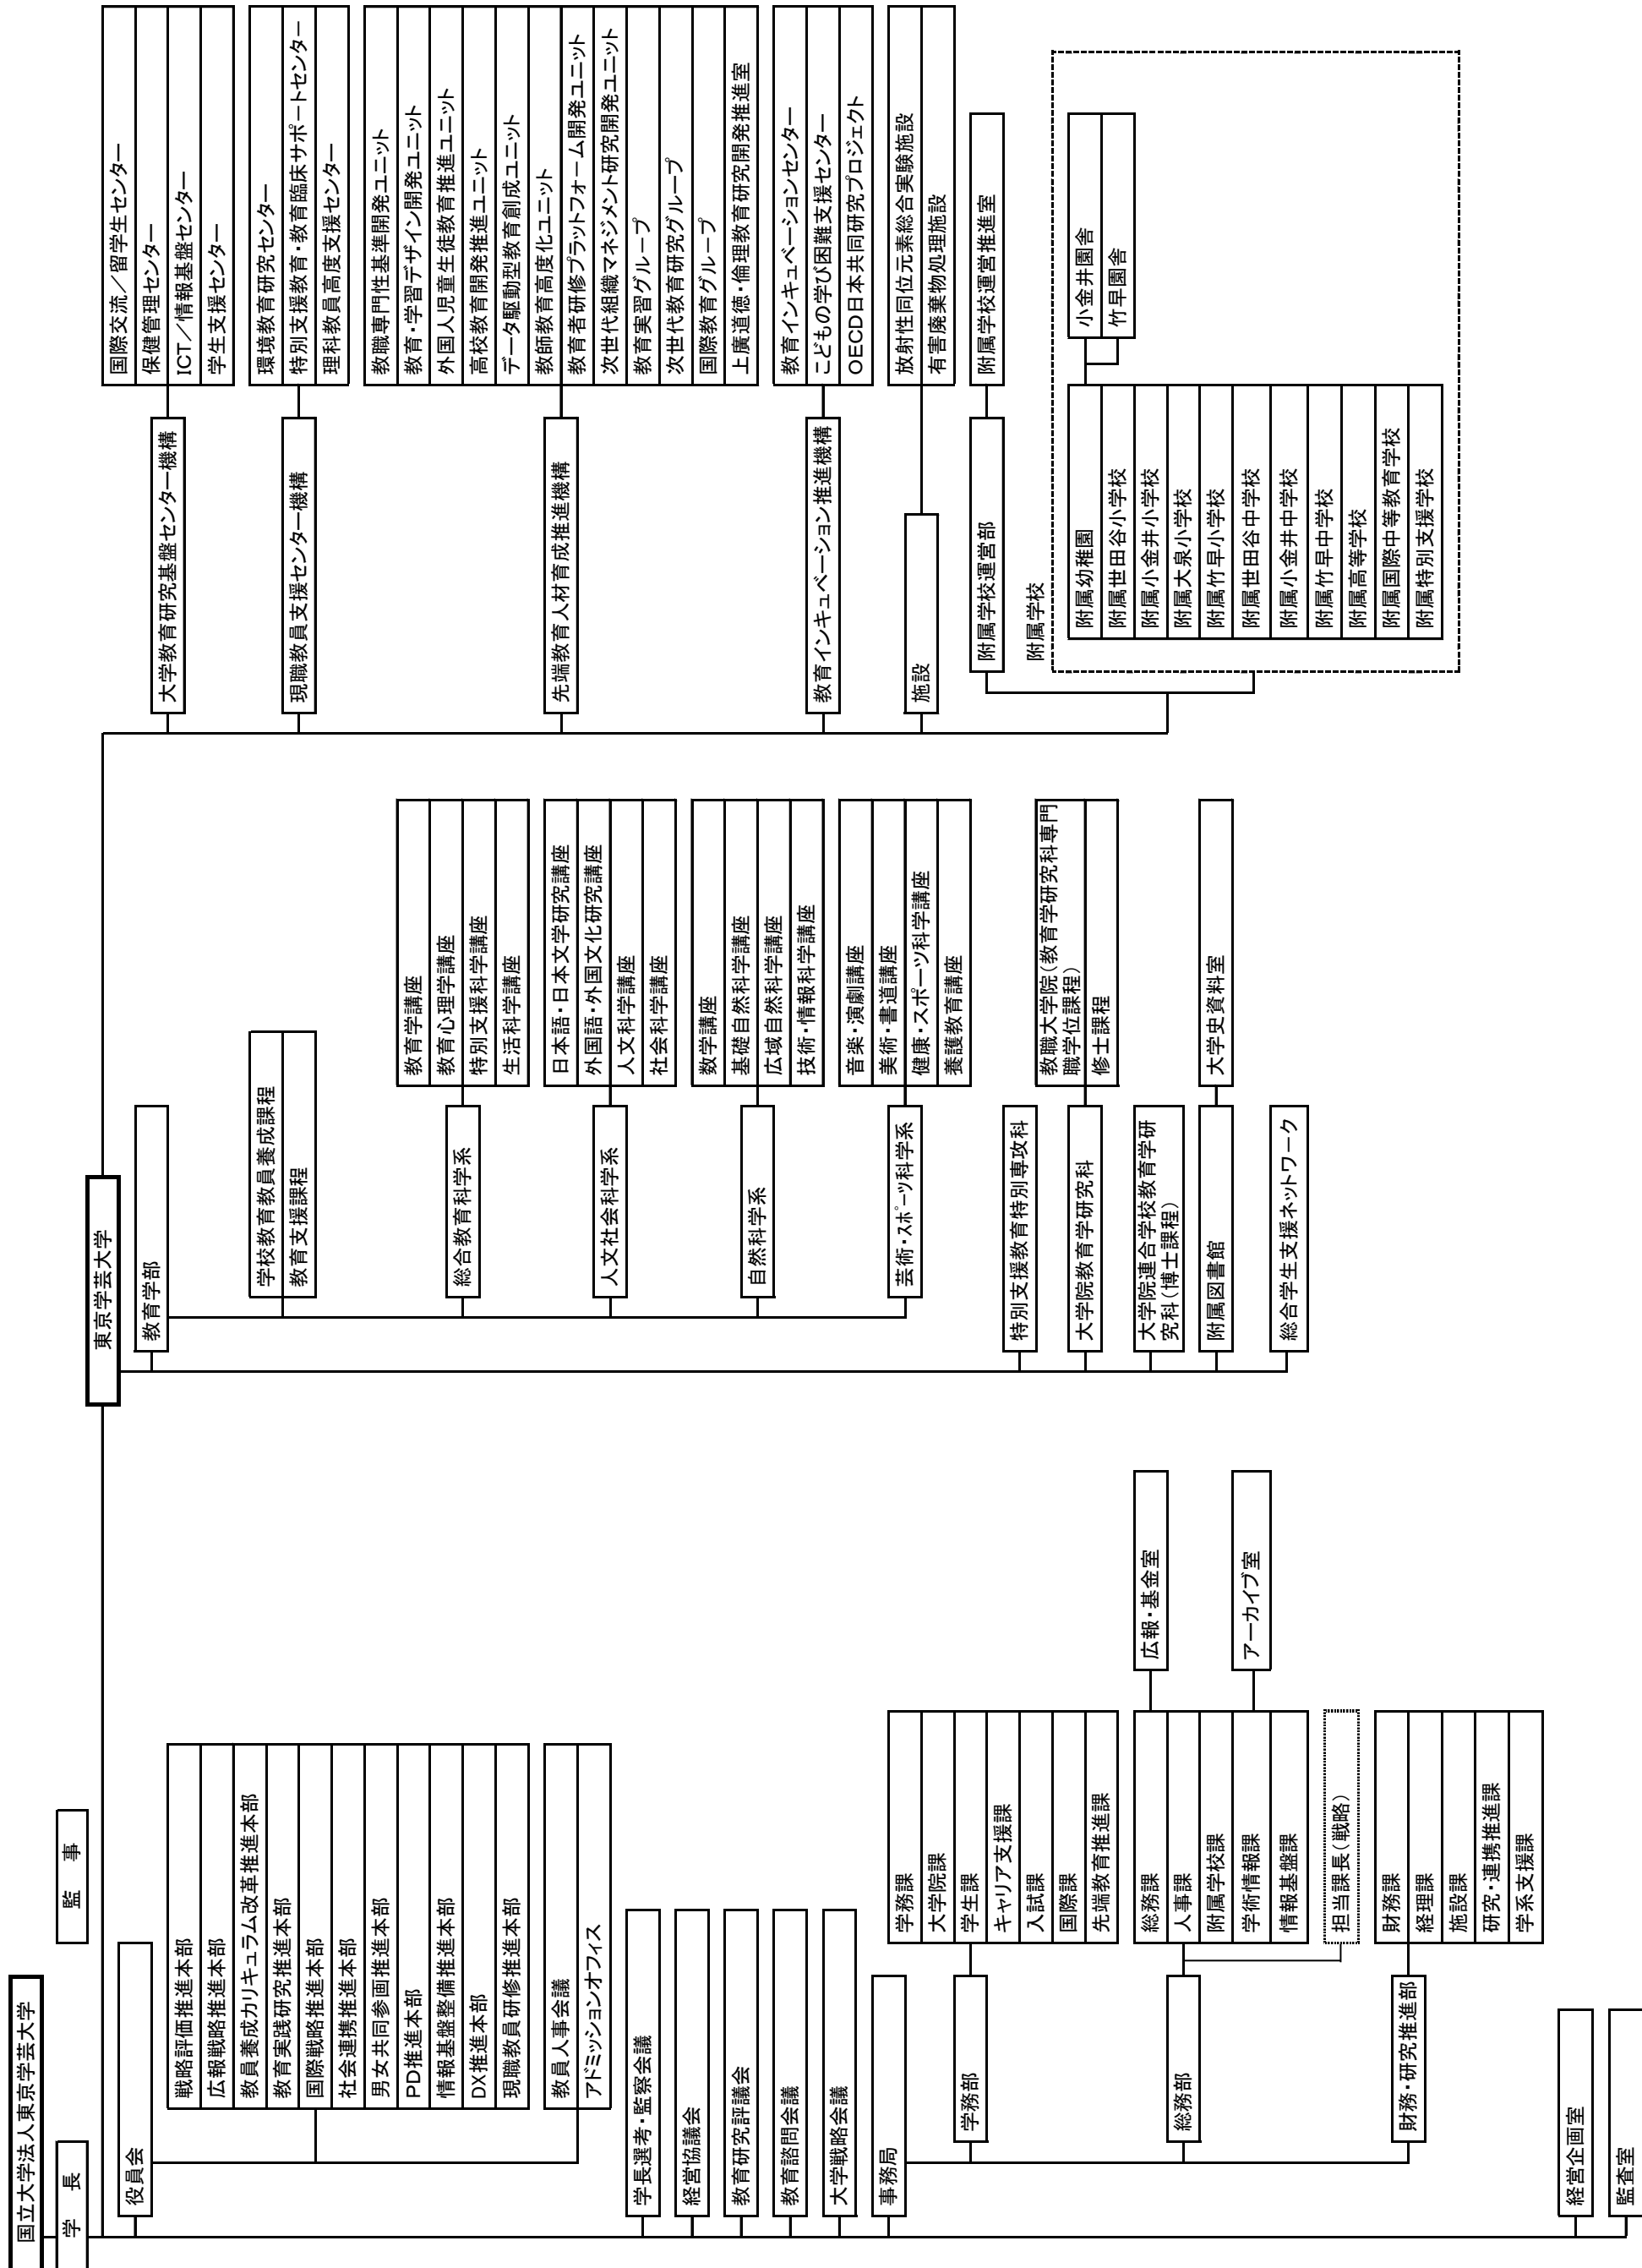 国立大学法人東京学芸大学
学　長
監　事
役員会
戦略評価推進本部
広報戦略推進本部
教員養成カリキュラム改革推進本部
教育実践研究推進本部
国際戦略推進本部
社会連携推進本部
男女共同参画推進本部
PD推進本部
情報基盤整備推進本部
DX推進本部
現職教員研修推進本部
教員人事会議
アドミッションオフィス
学長選考・監察会議
経営協議会
教育研究評議会
教育諮問会議
大学戦略会議
事務局
学務部
学務課
大学院課
学生課
キャリア支援課
入試課
国際課
先端教育推進課
総務部
総務課
人事課
附属学校課
学術情報課
情報基盤課
広報・基金室
アーカイブ室
担当課長（戦略）
財務・研究推進部
財務課
経理課
施設課
研究・連携推進課
学系支援課
経営企画室
監査室
東京学芸大学
教育学部
学校教育教員養成課程
教育支援課程
総合教育科学系
教育学講座
教育心理学講座
特別支援科学講座
生活科学講座
人文社会科学系
日本語・日本文学研究講座
外国語・外国文化研究講座
人文科学講座
社会科学講座
自然科学系
数学講座
基礎自然科学講座
広域自然科学講座
技術・情報科学講座
芸術・スポーツ科学系
音楽・演劇講座
美術・書道講座
健康・スポーツ科学講座
養護教育講座
特別支援教育特別専攻科
大学院教育学研究科
教職大学院（教育学研究科専門
職学位課程）
修士課程
大学院連合学校教育学研
究科（博士課程）
附属図書館
大学史資料室
総合学生支援ネットワーク
大学教育研究基盤センター機構
国際交流／留学生センター
保健管理センター
ICT／情報基盤センター
学生支援センター
現職教員支援センター機構
環境教育研究センター
特別支援教育・教育臨床サポートセンター
理科教員高度支援センター
先端教育人材育成推進機構
教職専門性基準開発ユニット
教育・学習デザイン開発ユニット
外国人児童生徒教育推進ユニット
高校教育開発推進ユニット
データ駆動型教育創成ユニット
教師教育高度化ユニット
教育者研修プラットフォーム開発ユニット
次世代組織マネジメント研究開発ユニット
教育実習グループ
次世代教育研究グループ
国際教育グループ
上廣道徳・倫理教育研究開発推進室
教育インキュベーション推進機構
教育インキュベーションセンター
こどもの学び困難支援センター
OECD日本共同研究プロジェクト
施設
放射性同位元素総合実験施設
有害廃棄物処理施設
附属学校運営部
附属学校運営推進室
附属学校
附属幼稚園
附属世田谷小学校
附属小金井小学校
附属大泉小学校
附属竹早小学校
附属世田谷中学校
附属小金井中学校
附属竹早中学校
附属高等学校
附属国際中等教育学校
附属特別支援学校
小金井園舎
竹早園舎